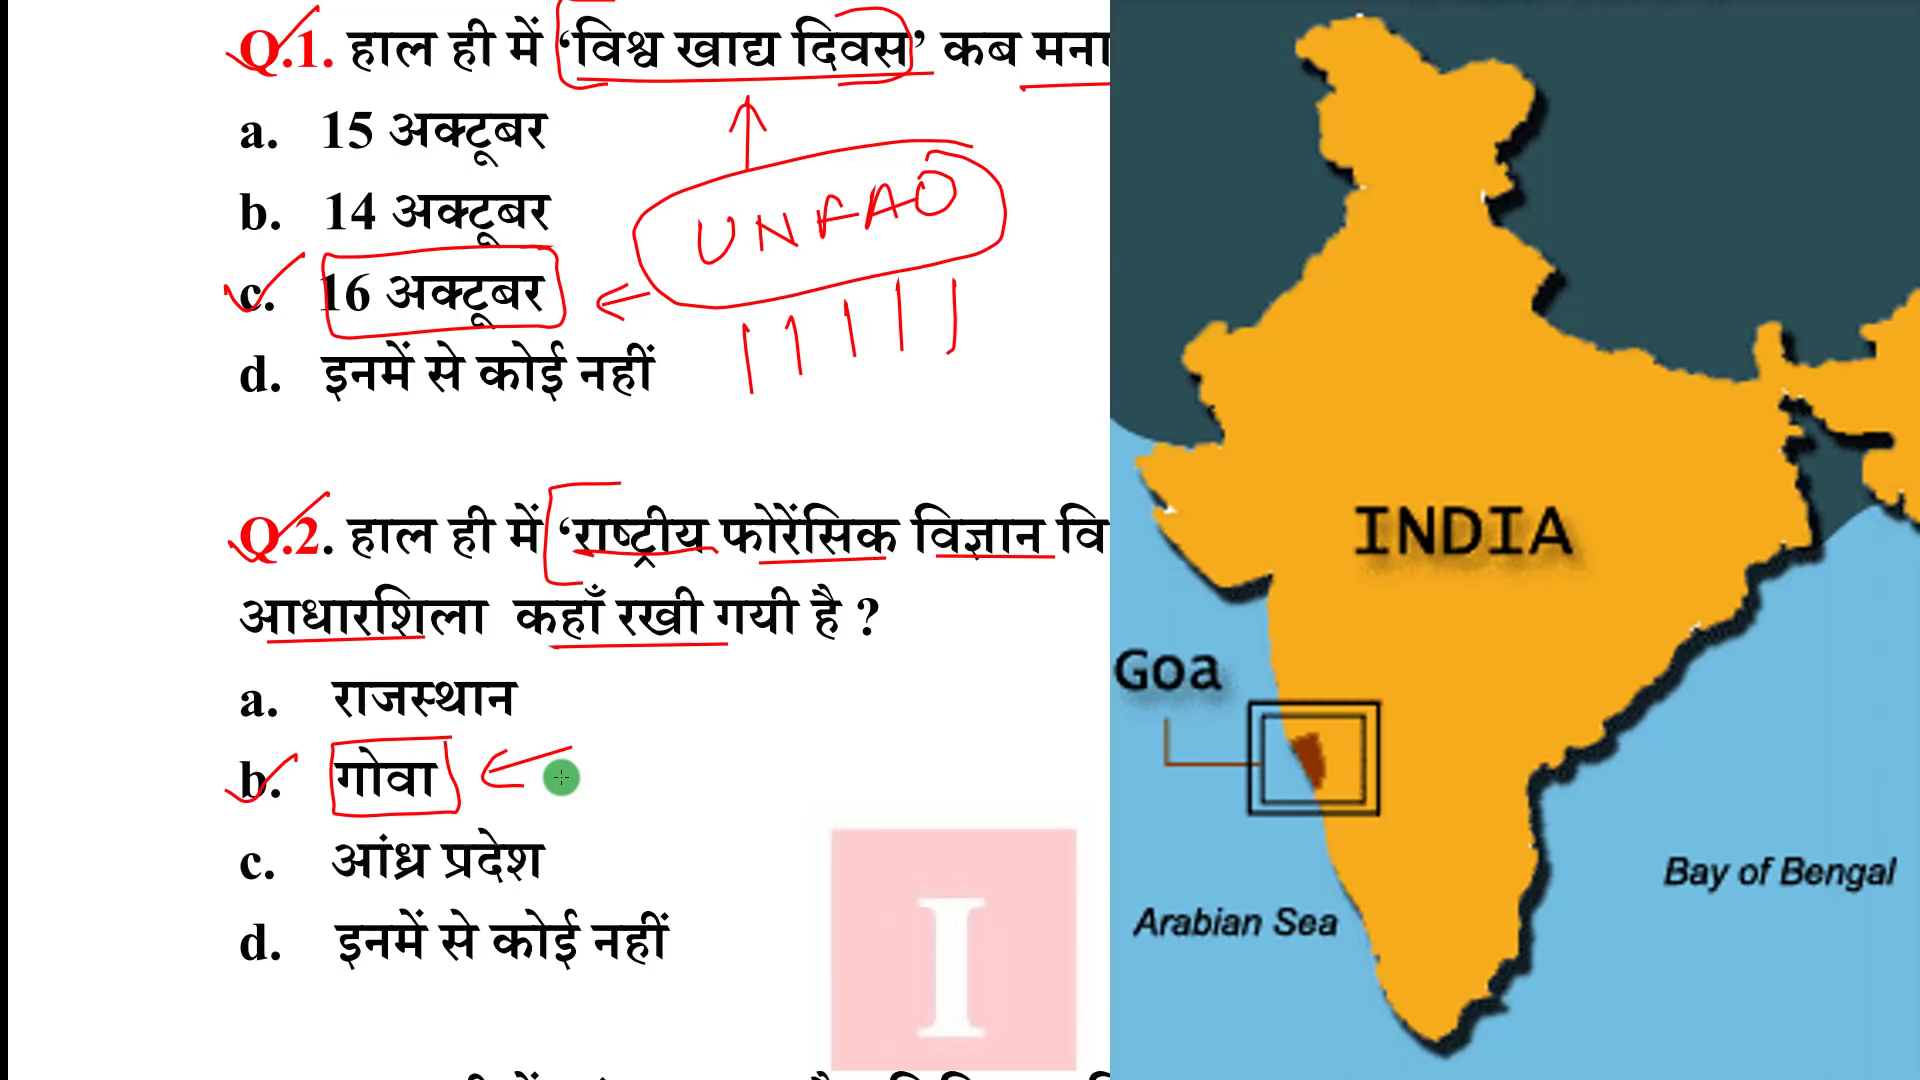 Q.1. हाल ही में ‘विश्व खाद्य दिवस’ कब मना
a. 15 अक्टूबर
b. 14 अक्टूबर
c. 16 अक्टूबर
d. इनमें से कोई नहीं
UNFAO
Q.2. हाल ही में ‘राष्ट्रीय फोरेंसिक विज्ञान वि
आधारशिला कहाँ रखी गयी है ?
a. राजस्थान
b. गोवा
c. आंध्र प्रदेश
d. इनमें से कोई नहीं
I
INDIA
Goa
Bay of Bengal
Arabian Sea